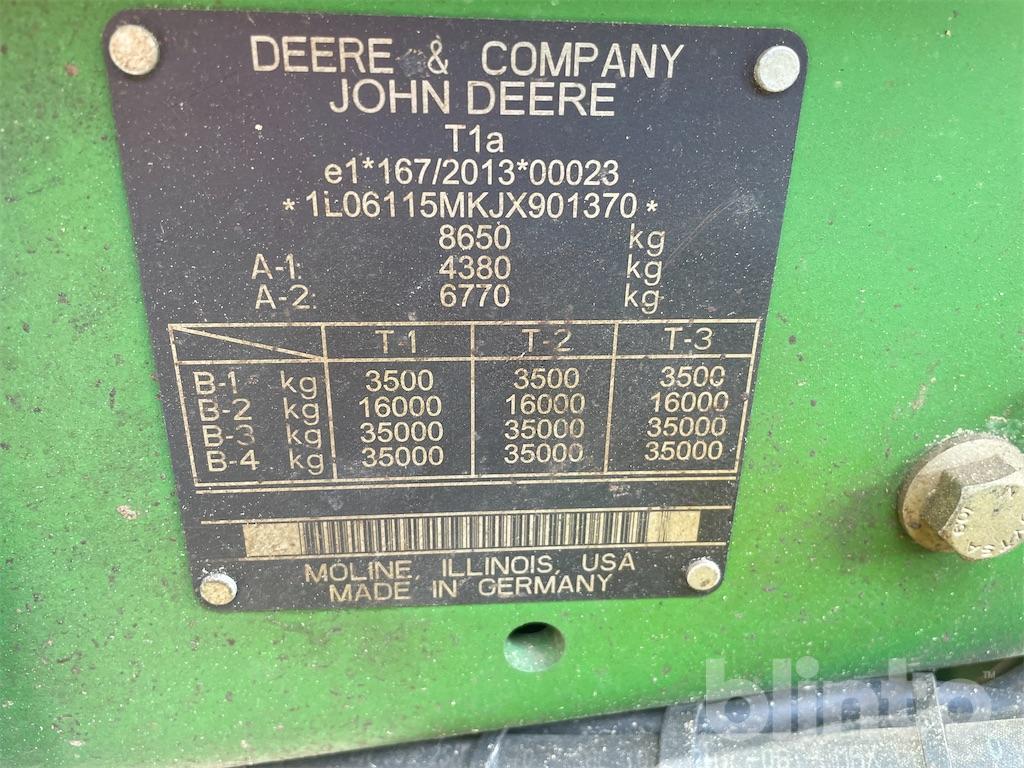 DEERE & COMPANY
JOHN DEERE
T1a
e1*167/2013*00023
*1L06115MKJX901370*
8650 kg
A-1: 4380 kg
A-2: 6770 kg
T-1 T-2 T-3
B-1 kg 3500 3500 3500
B-2 kg 16000 16000 16000
B-3 kg 35000 35000 35000
B-4 kg 35000 35000 35000
MOLINE, ILLINOIS, USA
MADE IN GERMANY
blinto™